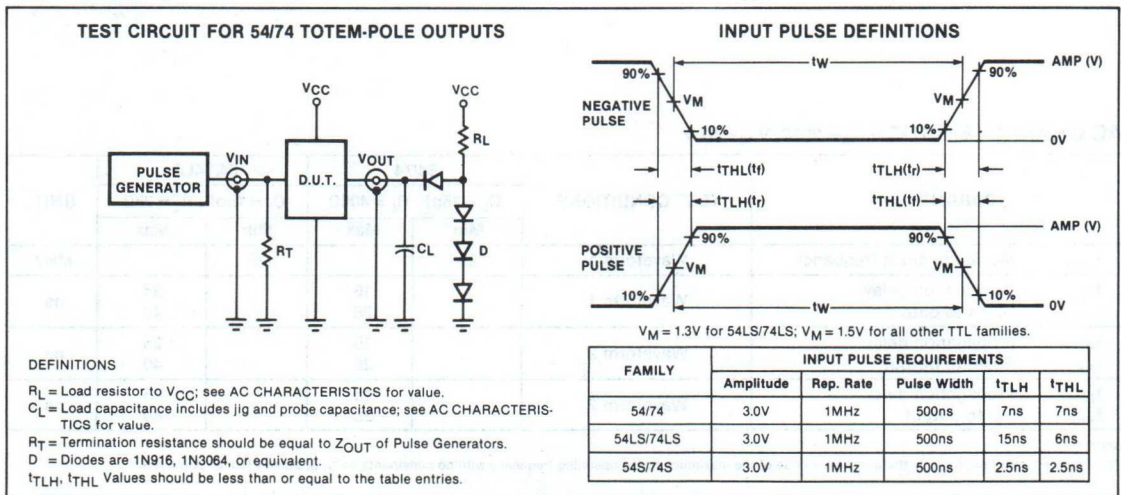 TEST CIRCUIT FOR 54/74 TOTEM-POLE OUTPUTS
VCC
VCC
RL
VIN
VOUT
PULSE GENERATOR
D.U.T.
RT
CL
D
DEFINITIONS
RL = Load resistor to VCC; see AC CHARACTERISTICS for value.
CL = Load capacitance includes jig and probe capacitance; see AC CHARACTERIS-
TICS for value.
RT = Termination resistance should be equal to ZOUT of Pulse Generators.
D = Diodes are 1N916, 1N3064, or equivalent.
tTLH, tTHL Values should be less than or equal to the table entries.
INPUT PULSE DEFINITIONS
tW
AMP (V)
90%
90%
NEGATIVE PULSE
VM
VM
10%
10%
0V
tTHL(tf)
tTLH(tr)
tTLH(tr)
tTHL(tf)
AMP (V)
90%
90%
POSITIVE PULSE
VM
VM
10%
10%
tW
0V
VM = 1.3V for 54LS/74LS; VM = 1.5V for all other TTL families.
FAMILY INPUT PULSE REQUIREMENTS
Amplitude Rep. Rate Pulse Width tTLH tTHL
54/74 3.0V 1MHz 500ns 7ns 7ns
54LS/74LS 3.0V 1MHz 500ns 15ns 6ns
54S/74S 3.0V 1MHz 500ns 2.5ns 2.5ns